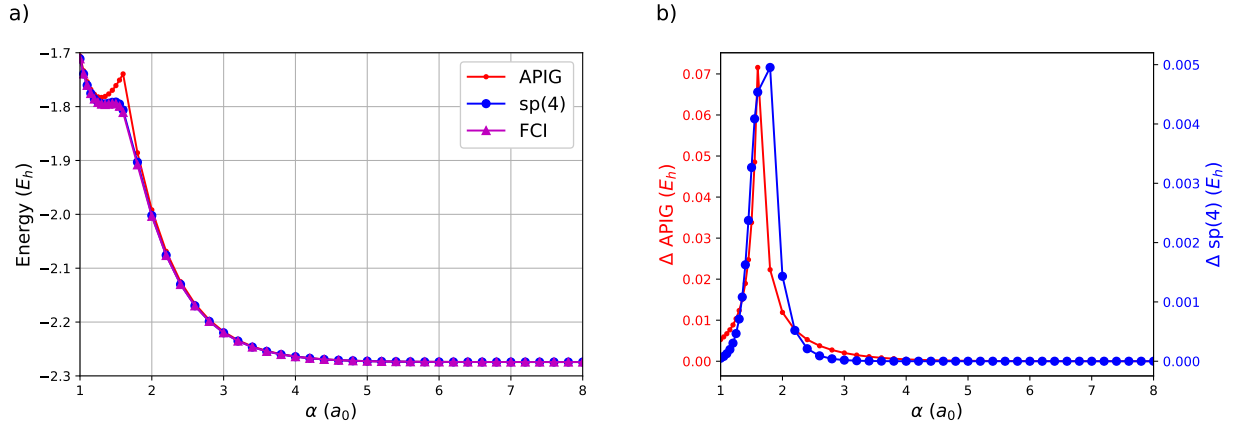 a)
−1.7
−1.8
−1.9
−2.0
−2.1
−2.2
−2.3
Energy (E_h)
1 2 3 4 5 6 7 8
α (a_0)
APIG
sp(4)
FCI
b)
0.07
0.06
0.05
0.04
0.03
0.02
0.01
0.00
Δ APIG (E_h)
1 2 3 4 5 6 7 8
α (a_0)
0.005
0.004
0.003
0.002
0.001
0.000
Δ sp(4) (E_h)